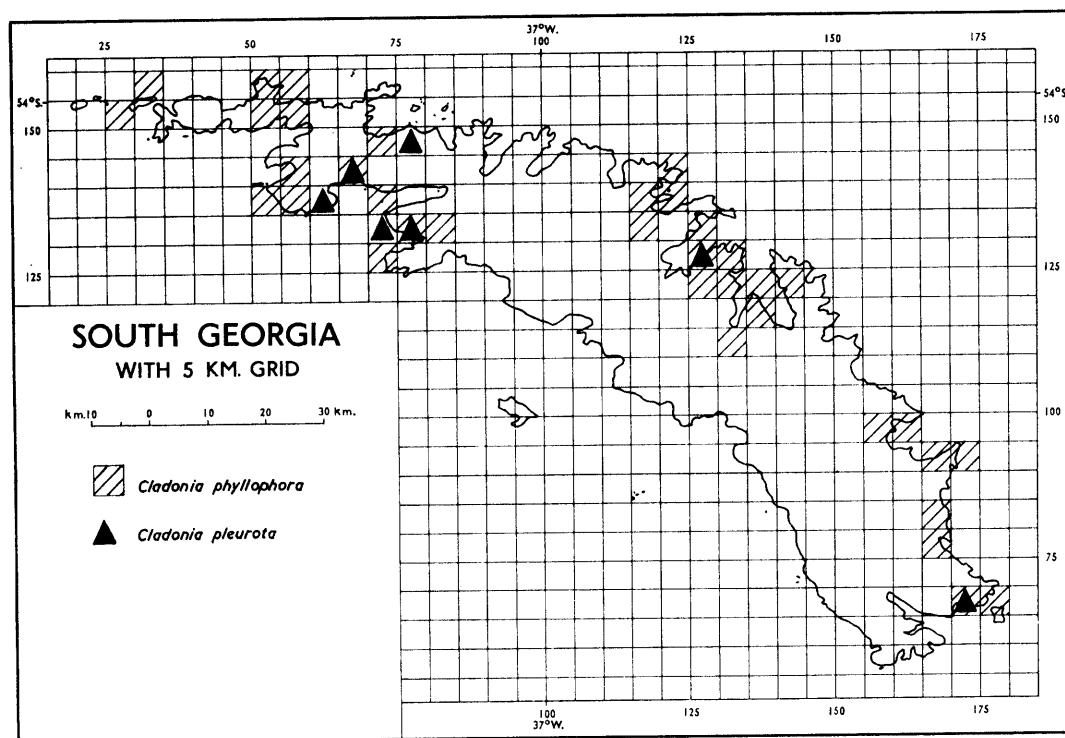 37°W.
25 50 75 100 125 150 175
54°S. 54°S.
150 150
125 125
SOUTH GEORGIA
WITH 5 KM. GRID
km.10 0 10 20 30 km.
100
Cladonia phyllophora
Cladonia pleurota
75
100 125 150 175
37°W.